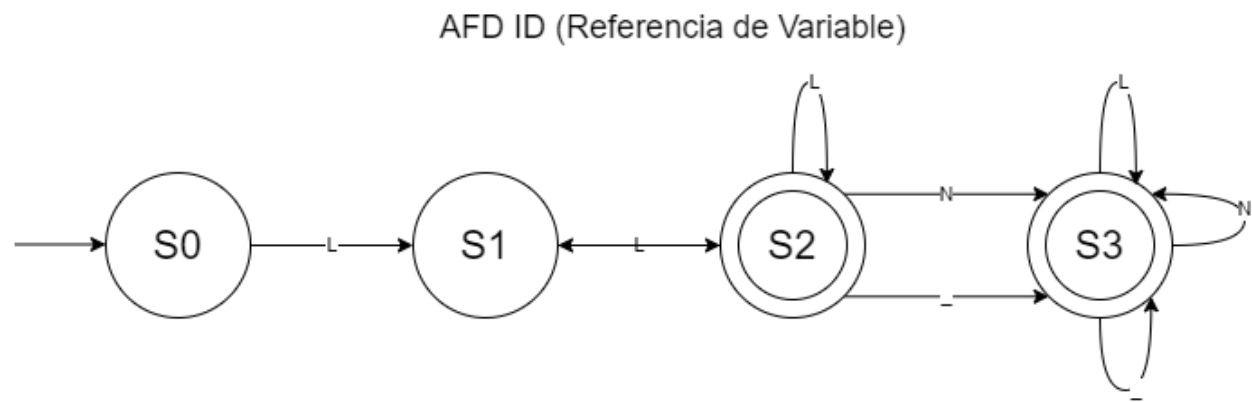 AFD ID (Referencia de Variable)
L
L
S0
L
S1
L
S2
N
_
S3
N
_